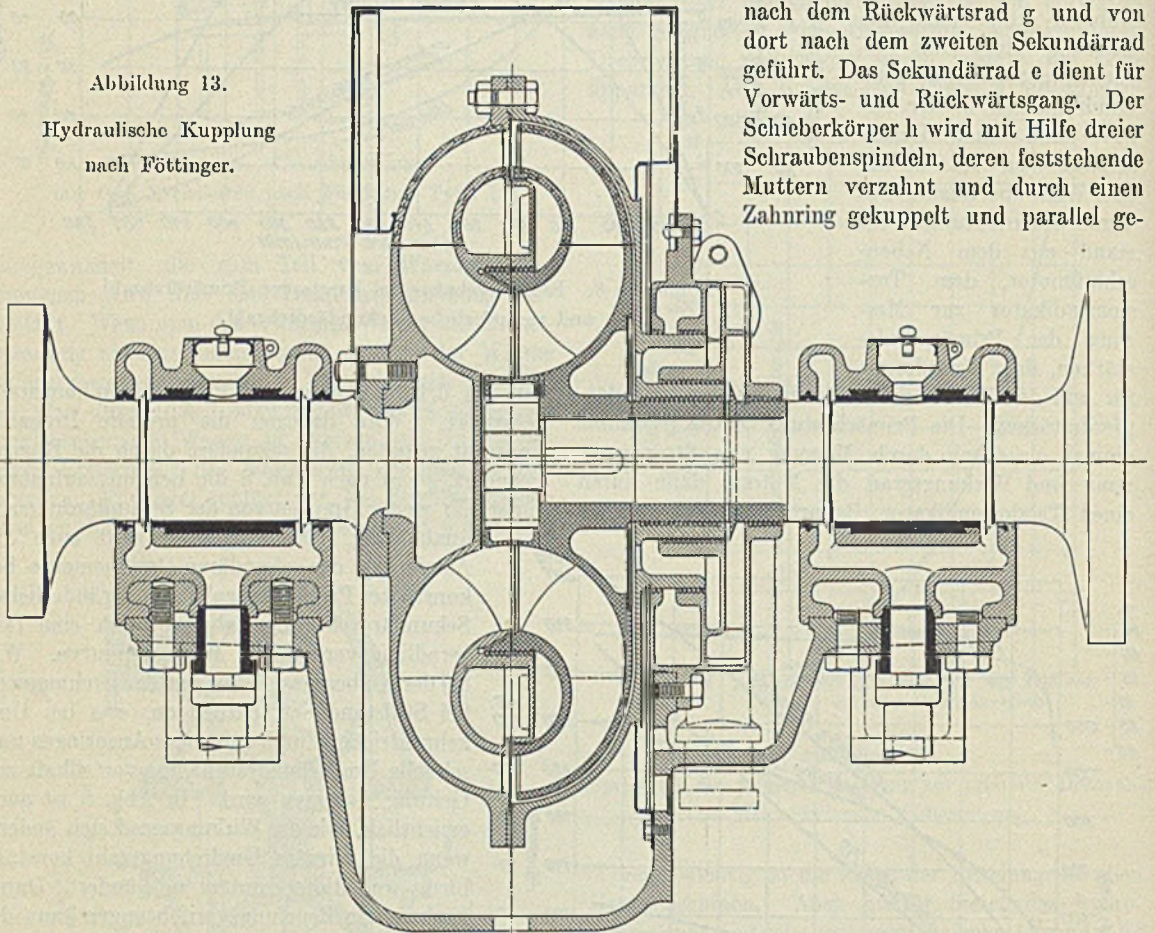 Abbildung 13.
Hydraulische Kupplung
nach Föttinger.
nach dem Rückwärtsrad g und von
dort nach dem zweiten Sekundärrad
geführt. Das Sekundärrad e dient für
Vorwärts- und Rückwärtsgang. Der
Schieberkörper h wird mit Hilfe dreier
Schraubenspindeln, deren feststehende
Muttern verzahnt und durch einen
Zahnring gekuppelt und parallel ge-